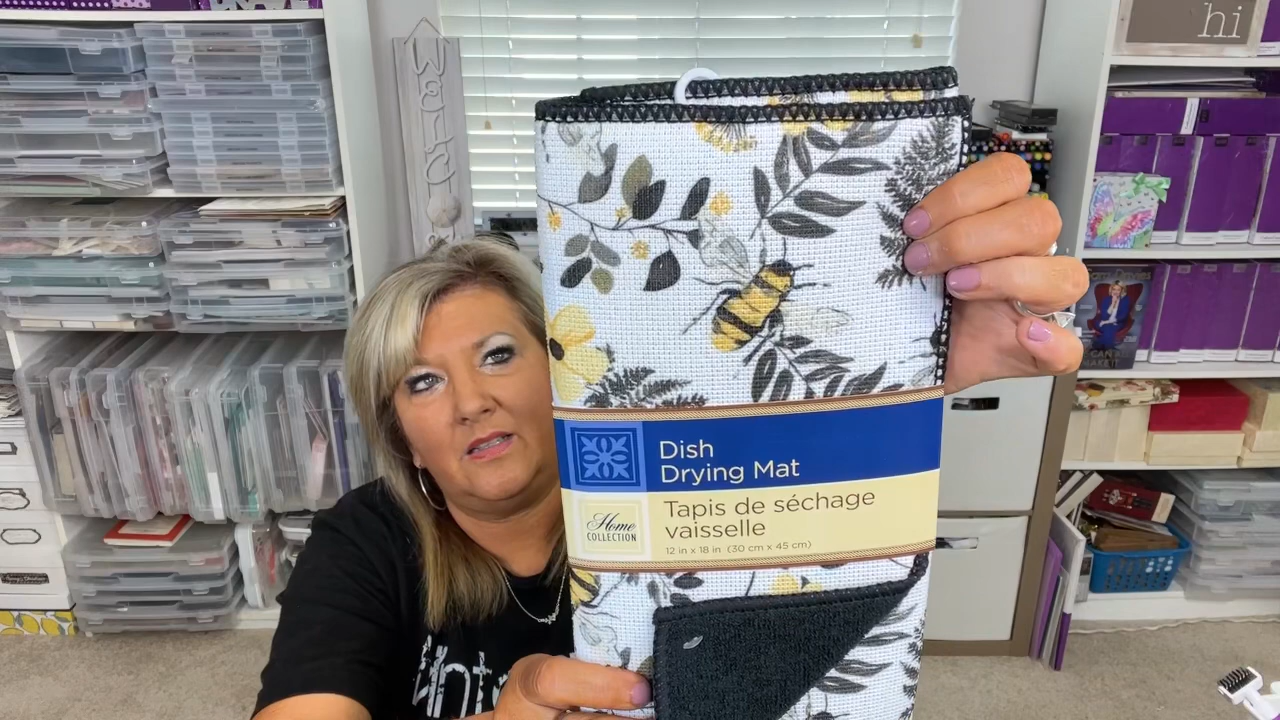 hi
Dish
Drying Mat
Home
COLLECTION
Tapis de séchage
vaisselle
12 in x 18 in (30 cm x 45 cm)